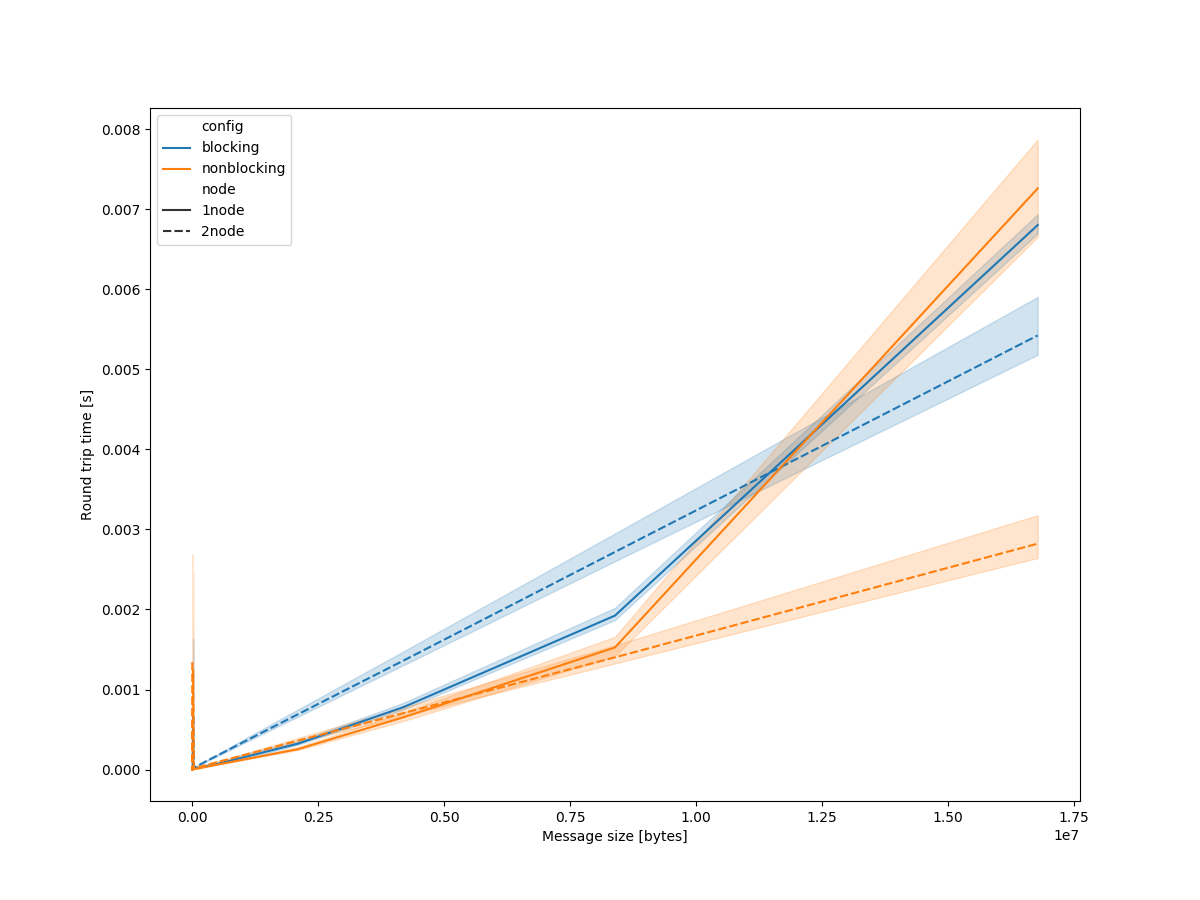 config
blocking
nonblocking
node
1node
2node
Round trip time [s]
0.008
0.007
0.006
0.005
0.004
0.003
0.002
0.001
0.000
0.00 0.25 0.50 0.75 1.00 1.25 1.50 1.75
1e7
Message size [bytes]